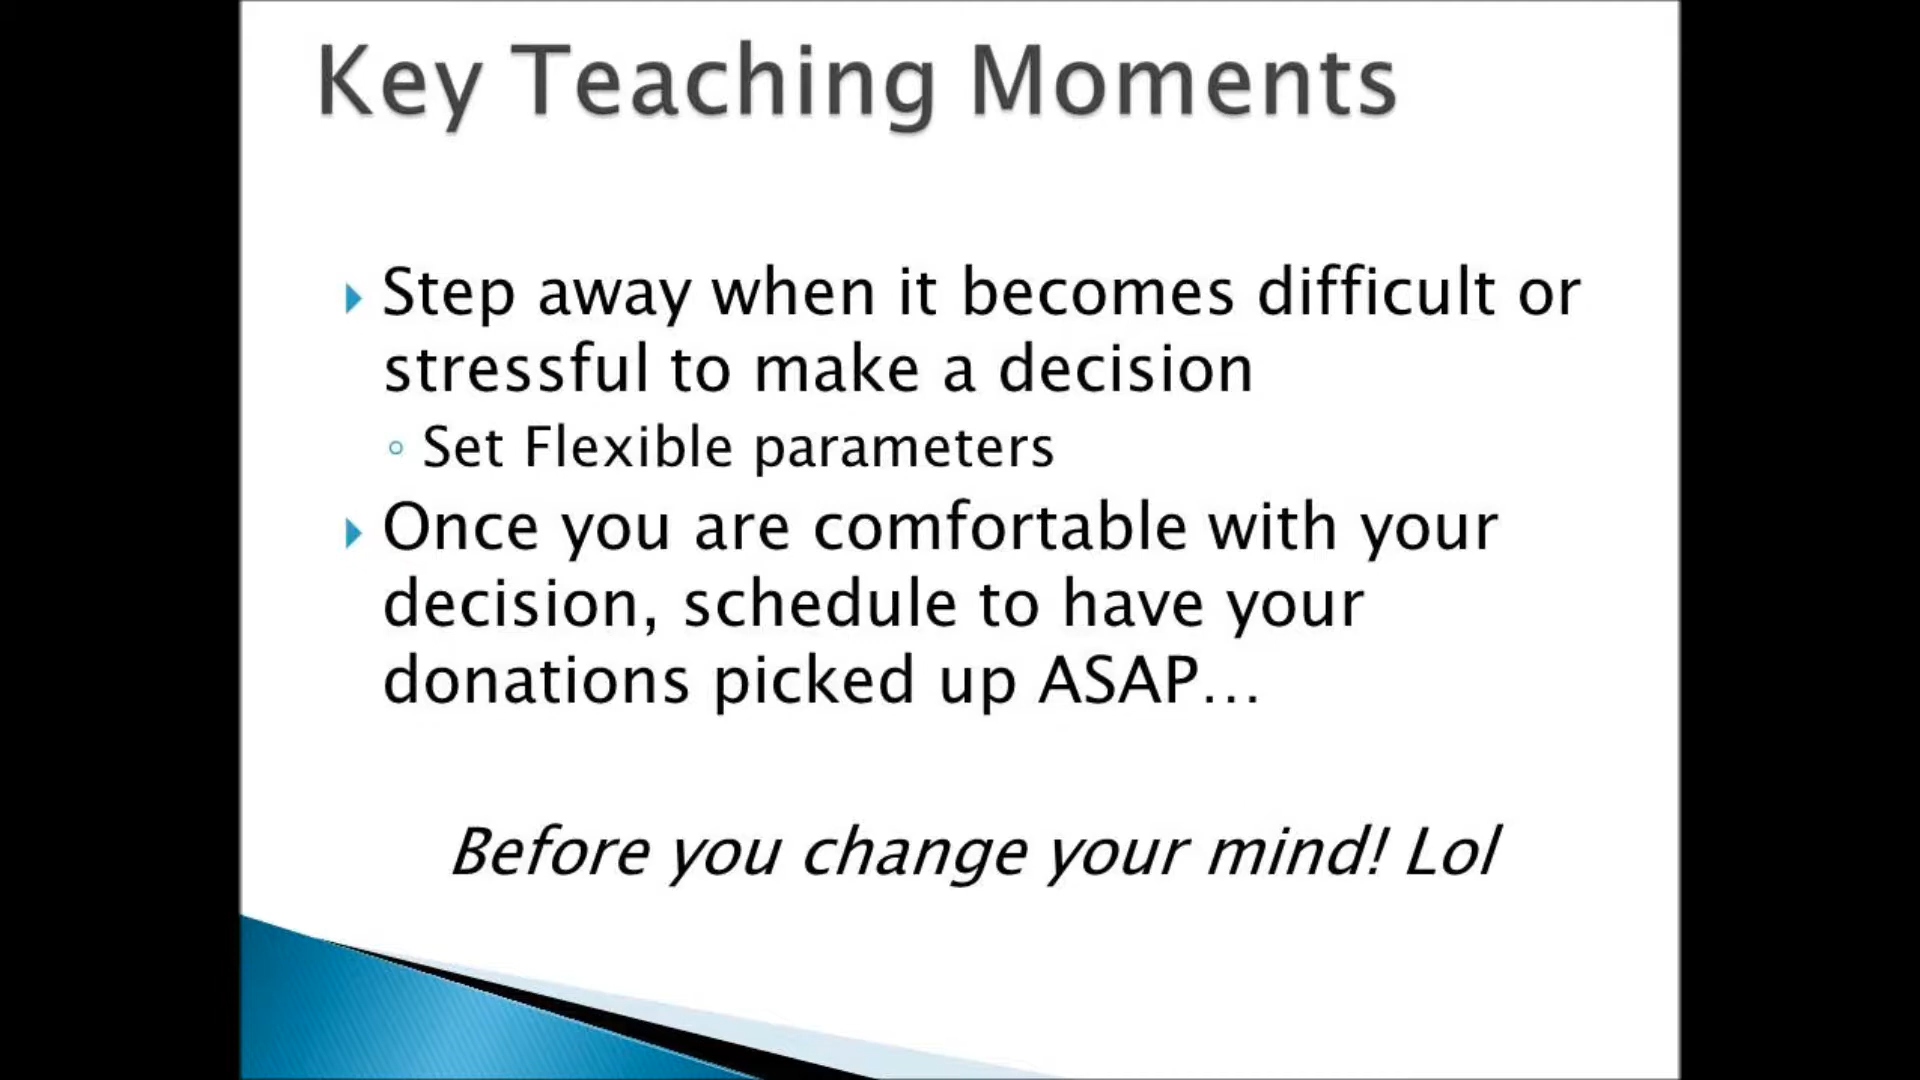 Key Teaching Moments
Step away when it becomes difficult or
stressful to make a decision
Set Flexible parameters
Once you are comfortable with your
decision, schedule to have your
donations picked up ASAP…
Before you change your mind! Lol